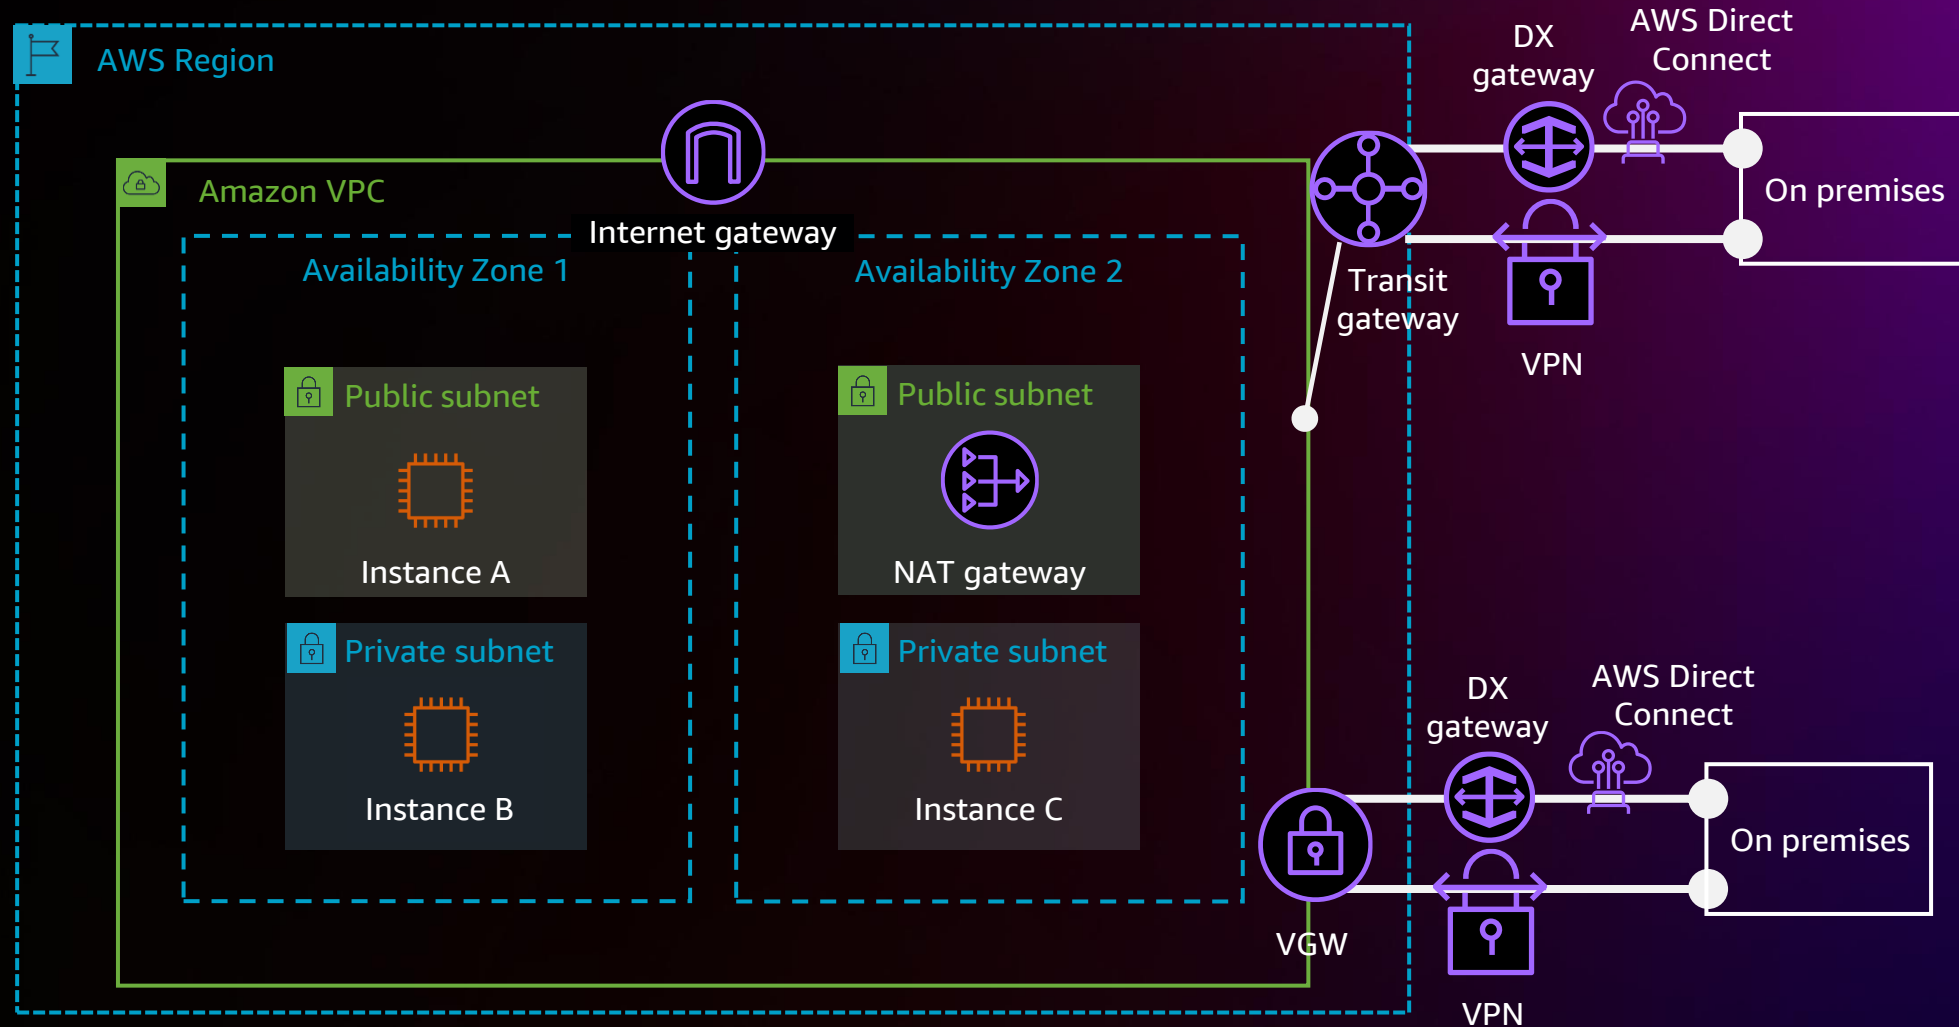 AWS Region
Amazon VPC
Internet gateway
Availability Zone 1
Availability Zone 2
Public subnet
Instance A
Public subnet
NAT gateway
Private subnet
Instance B
Private subnet
Instance C
DX
gateway
AWS Direct
Connect
On premises
Transit
gateway
VPN
DX
gateway
AWS Direct
Connect
On premises
VGW
VPN